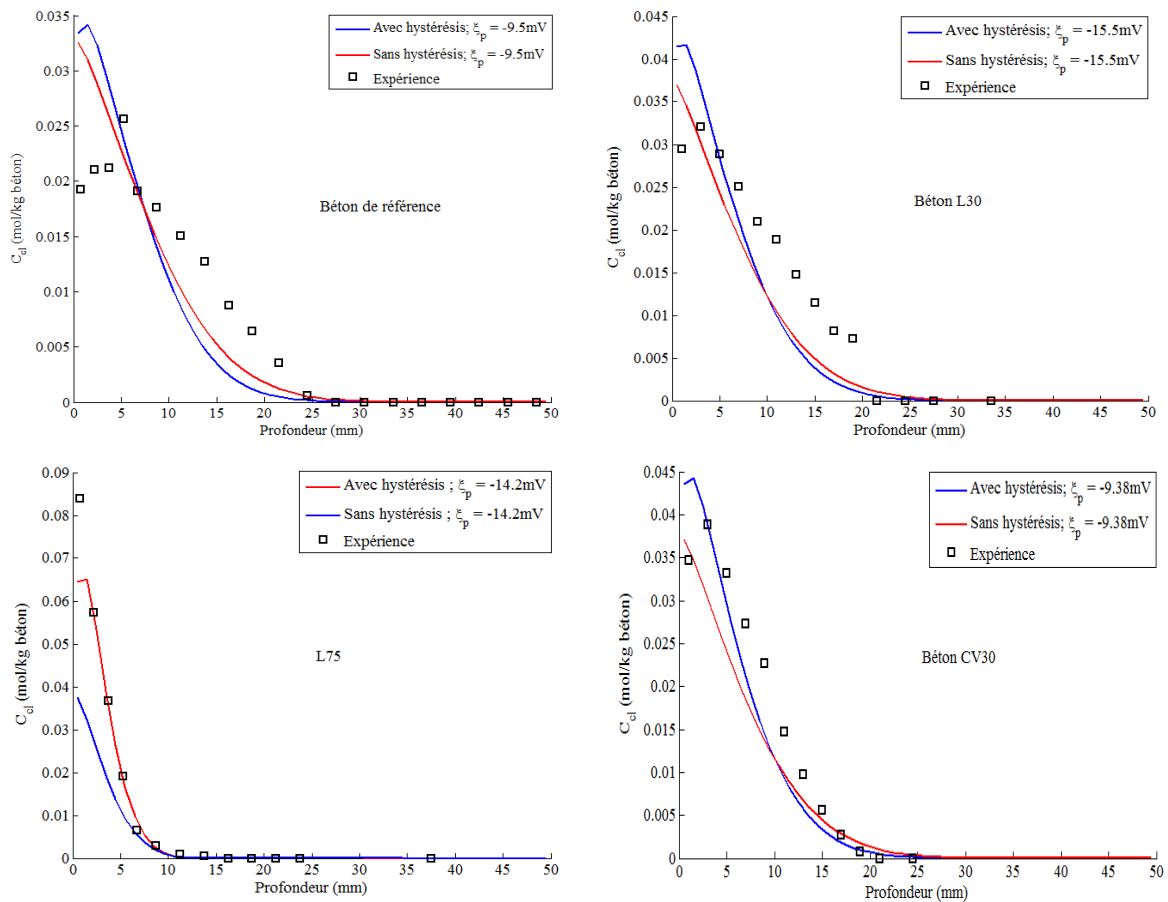 0.035
0.03
0.025
0.02
0.015
0.01
0.005
0
C_cl (mol/kg béton)
Avec hystérésis; ξ_p = -9.5mV
Sans hystérésis; ξ_p = -9.5mV
Expérience
Béton de référence
0 5 10 15 20 25 30 35 40 45 50
Profondeur (mm)
0.045
0.04
0.035
0.03
0.025
0.02
0.015
0.01
0.005
0
C_cl (mol/kg béton)
Avec hystérésis; ξ_p = -15.5mV
Sans hystérésis; ξ_p = -15.5mV
Expérience
Béton L30
0 5 10 15 20 25 30 35 40 45 50
Profondeur (mm)
0.09
0.08
0.07
0.06
0.05
0.04
0.03
0.02
0.01
0
C_cl (mol/kg béton)
Avec hystérésis ; ξ_p = -14.2mV
Sans hystérésis ; ξ_p = -14.2mV
Expérience
L75
0 5 10 15 20 25 30 35 40 45 50
Profondeur (mm)
0.045
0.04
0.035
0.03
0.025
0.02
0.015
0.01
0.005
0
C_cl (mol/kg béton)
Avec hystérésis; ξ_p = -9.38mV
Sans hystérésis; ξ_p = -9.38mV
Expérience
Béton CV30
0 5 10 15 20 25 30 35 40 45 50
Profondeur (mm)